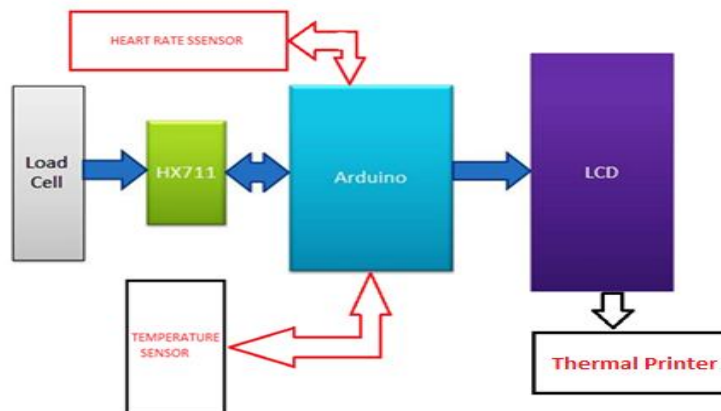 HEART RATE SSENSOR
Load
Cell
HX711
Arduino
LCD
TEMPERATURE
SENSOR
Thermal Printer